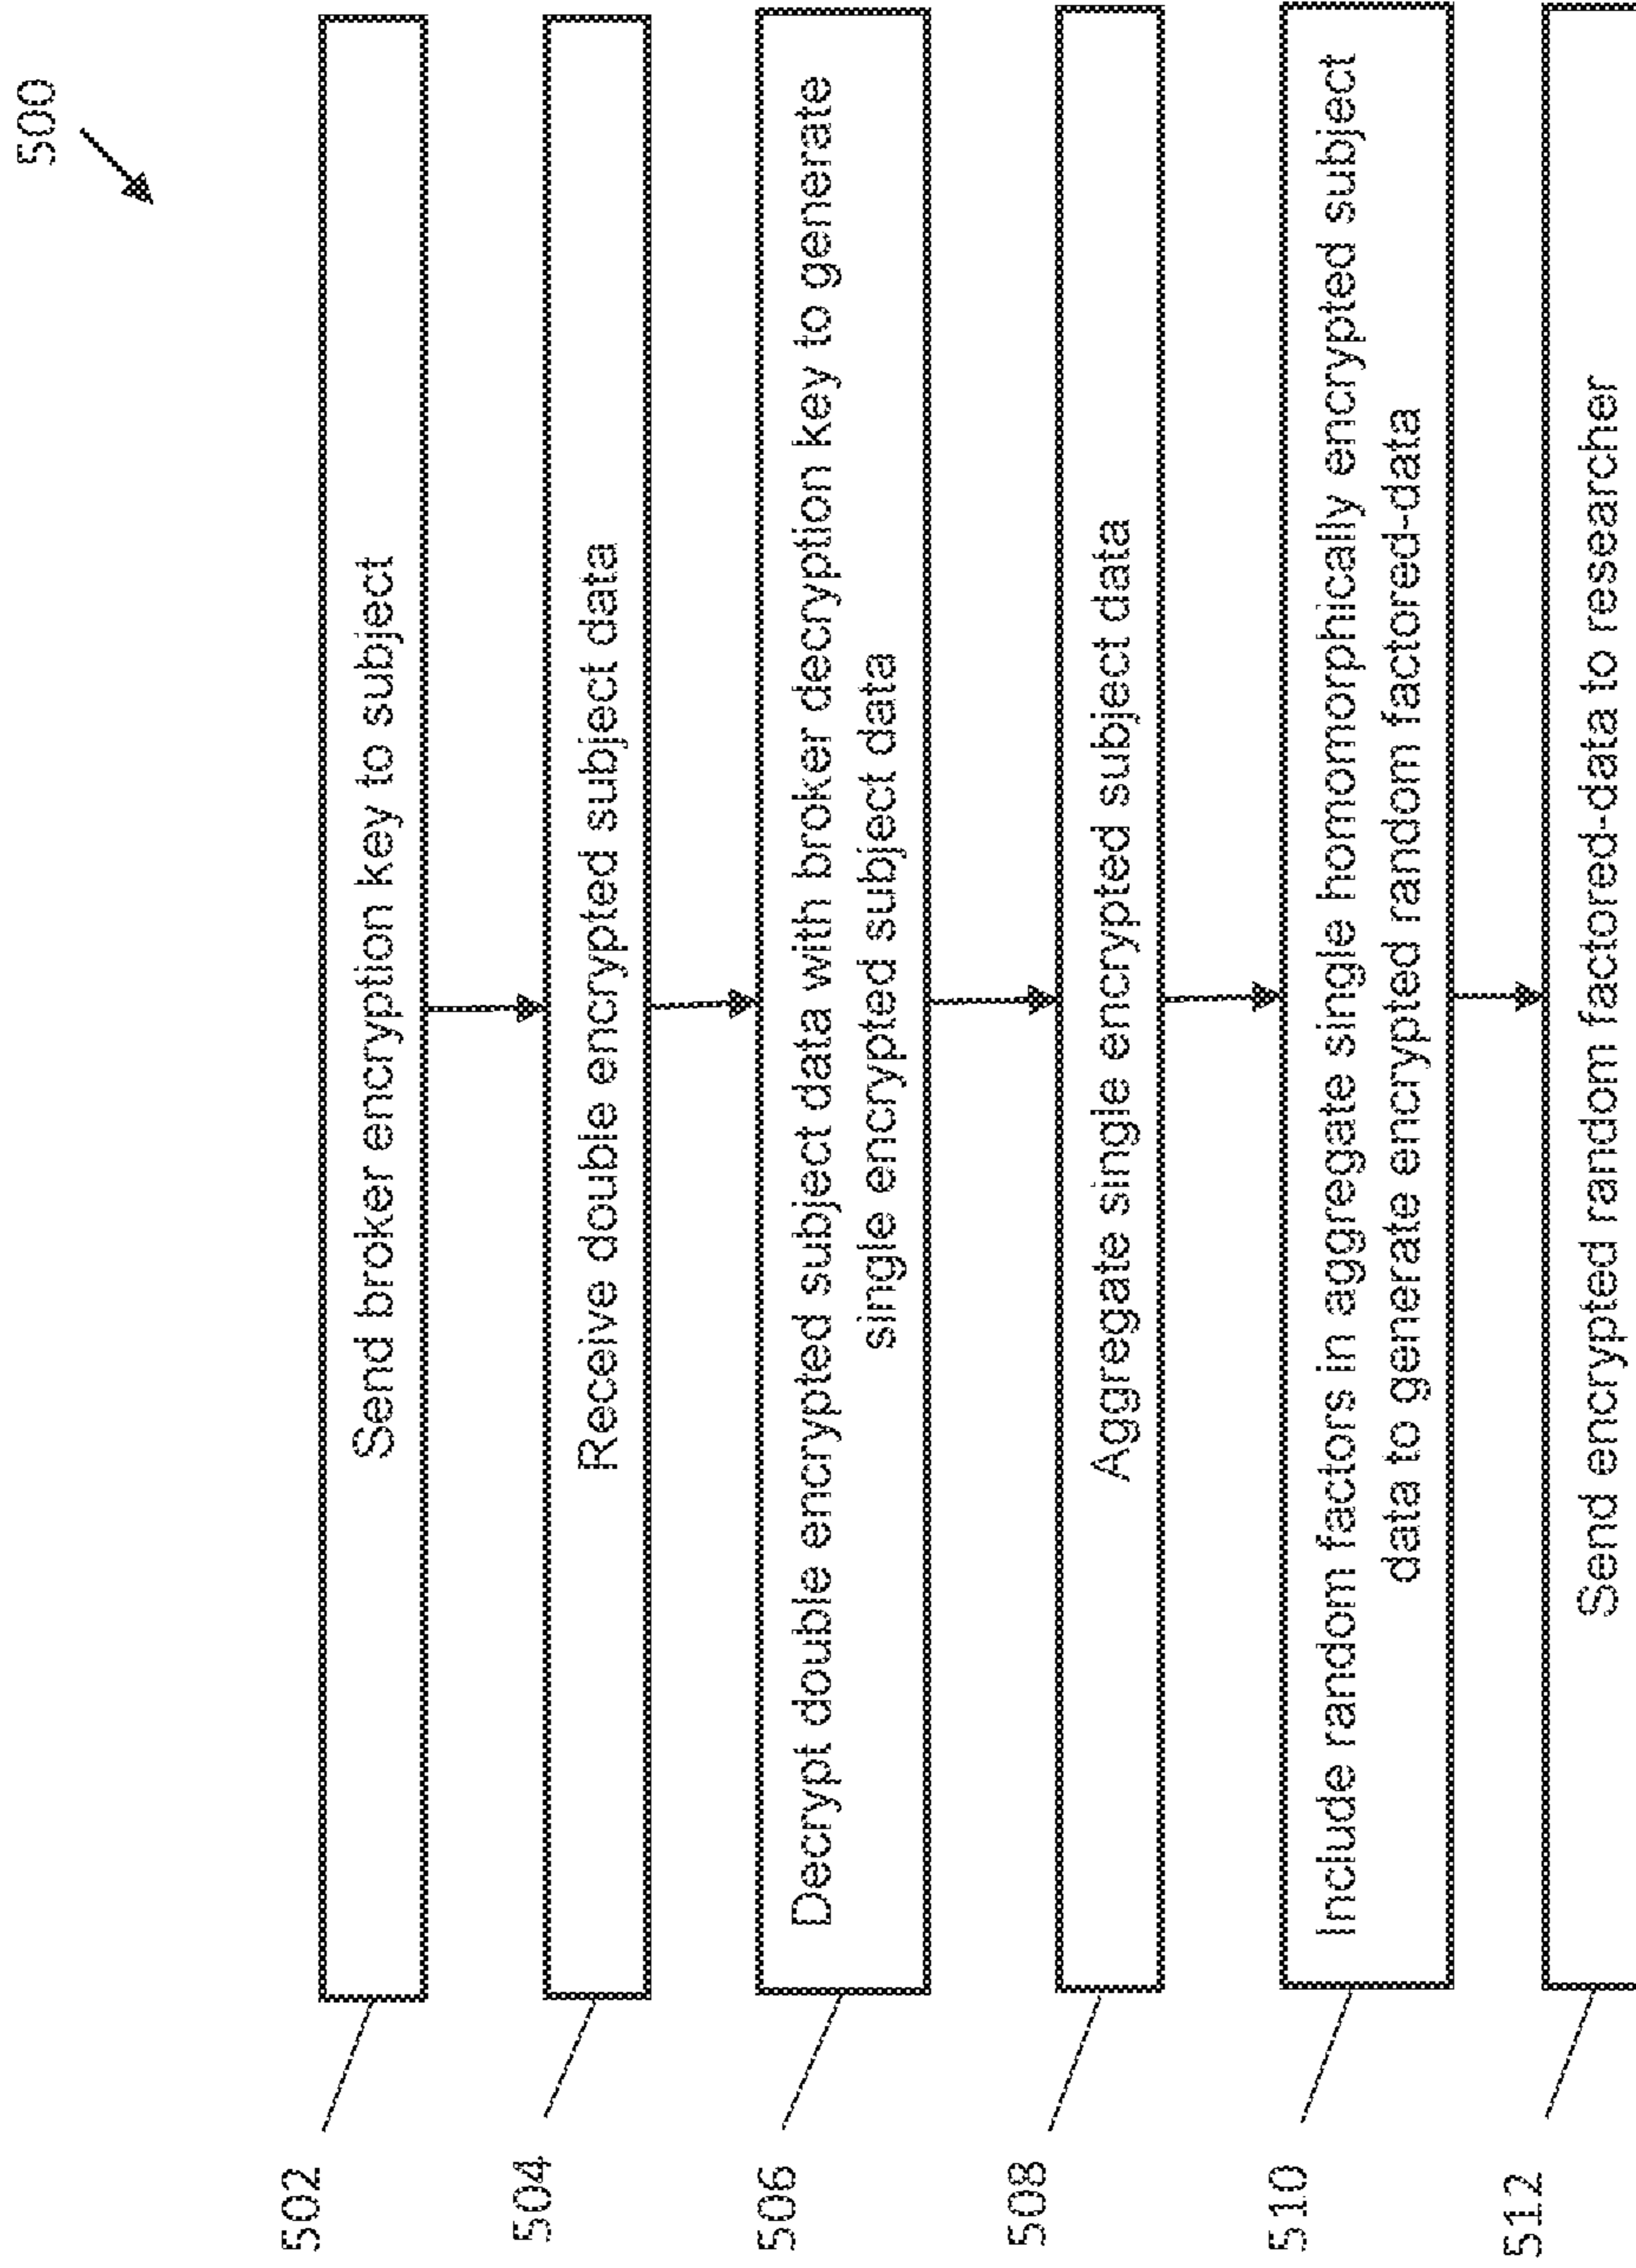 500
502
Send broker encryption key to subject
504
Receive double encrypted subject data
506
Decrypt double encrypted subject data with broker decryption key to generate
single encrypted subject data
508
Aggregate single encrypted subject data
510
Include random factors in aggregate single homomorphically encrypted subject
data to generate encrypted random factored-data
512
Send encrypted random factored-data to researcher